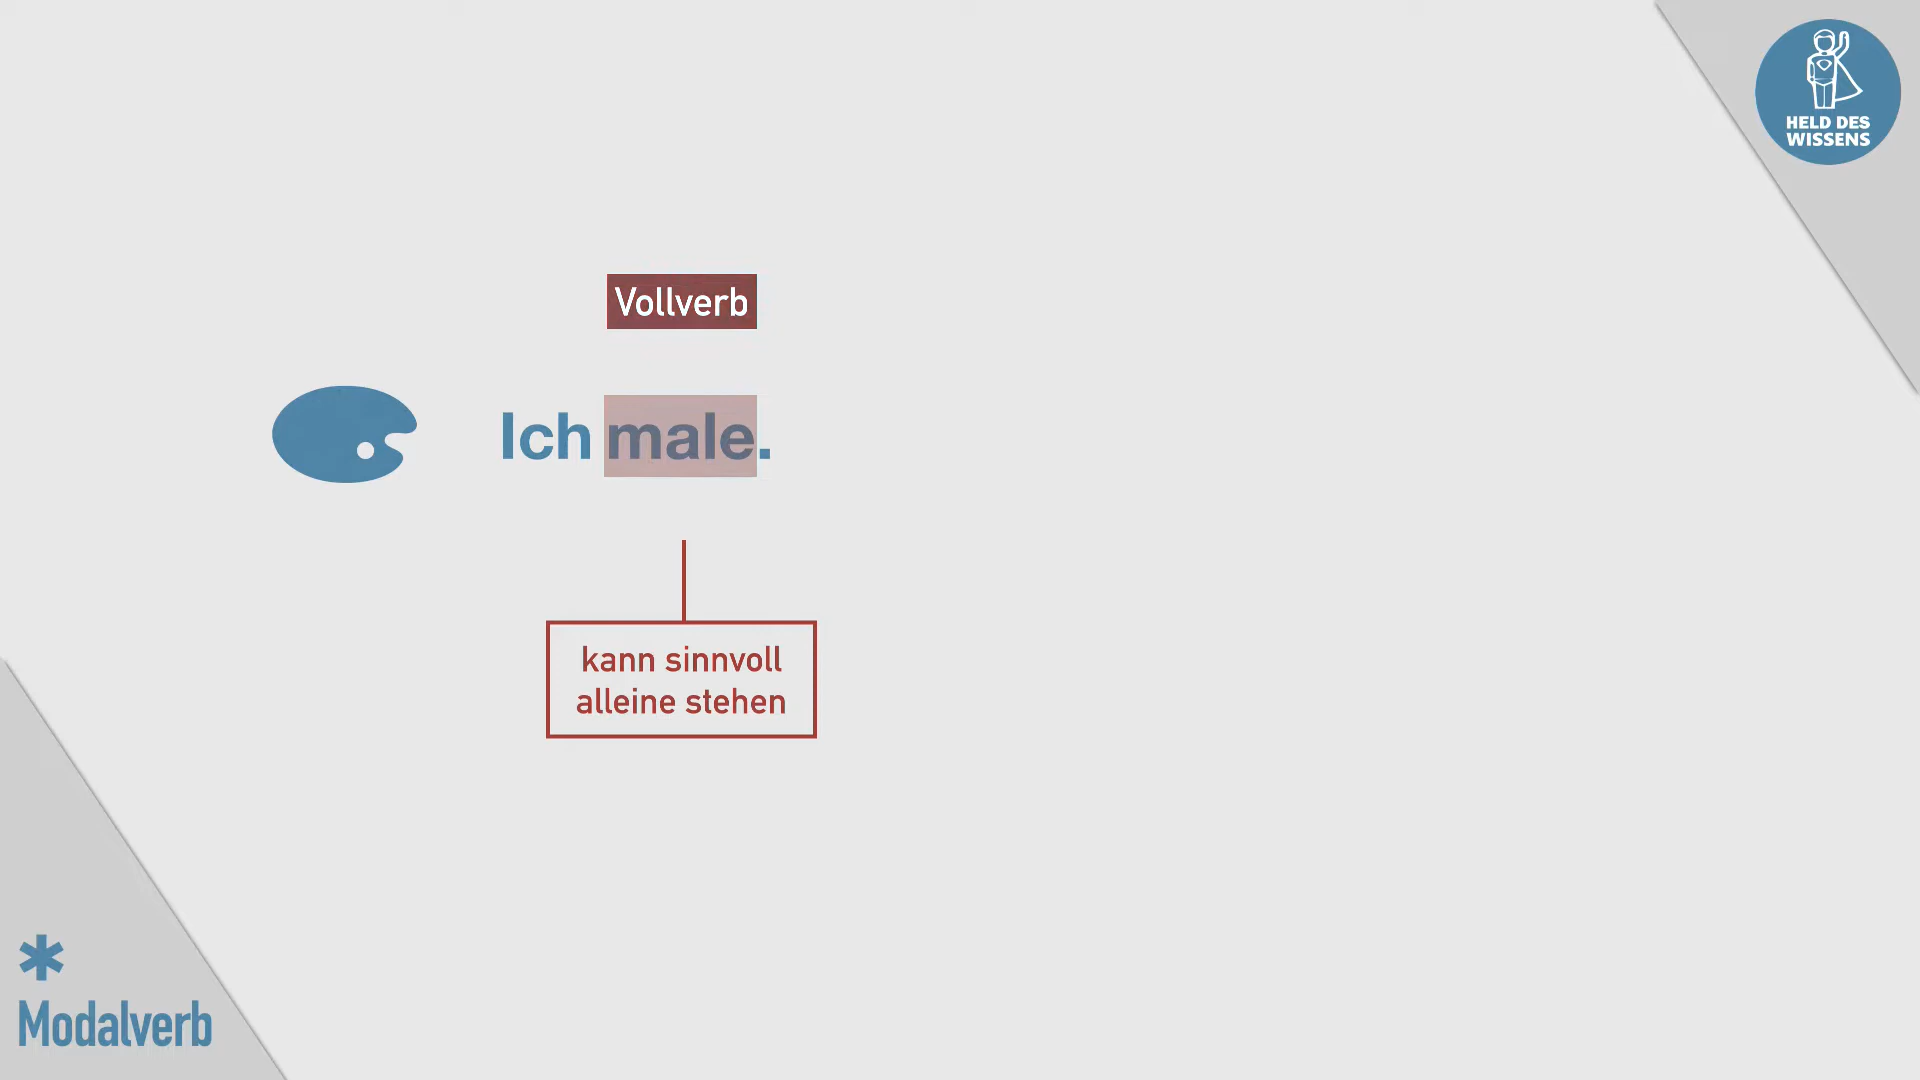 HELD DES
WISSENS
Vollverb
Ich male.
kann sinnvoll
alleine stehen
*
Modalverb